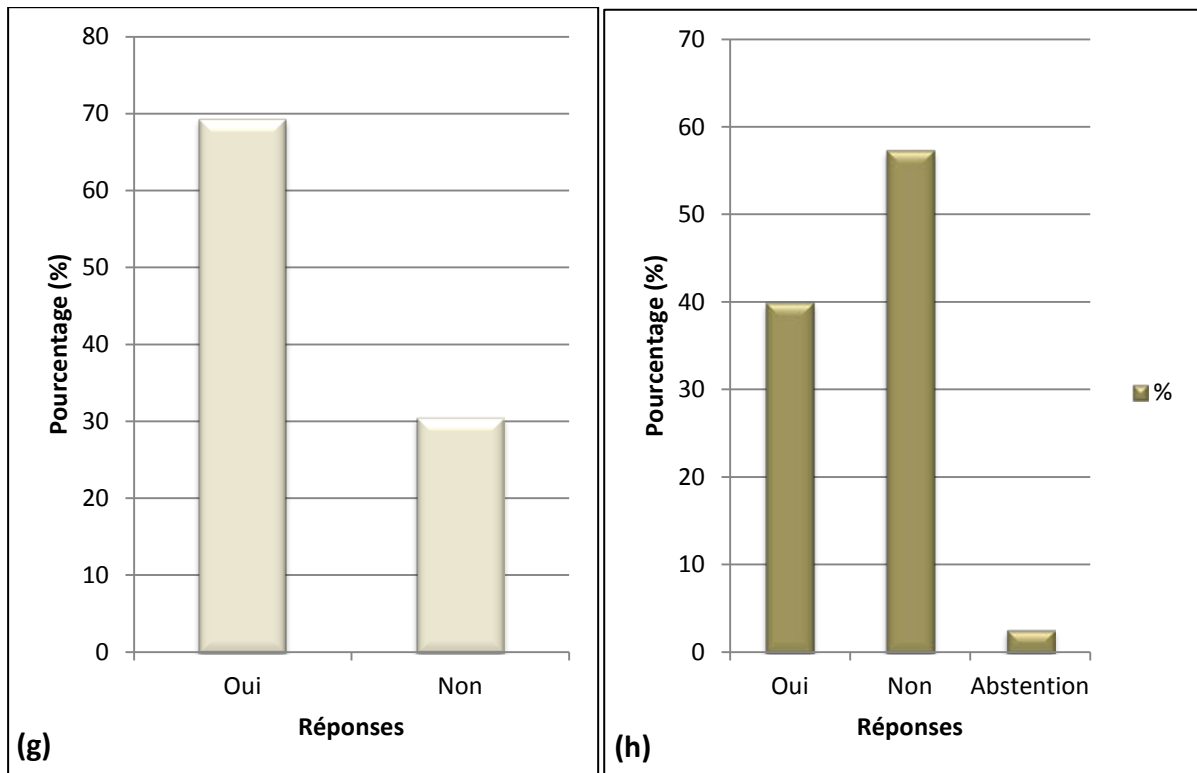 80
70
60
50
40
30
20
10
0
Pourcentage (%)
Oui Non
Réponses
(g)
70
60
50
40
30
20
10
0
Pourcentage (%)
Oui Non Abstention
Réponses
%
(h)